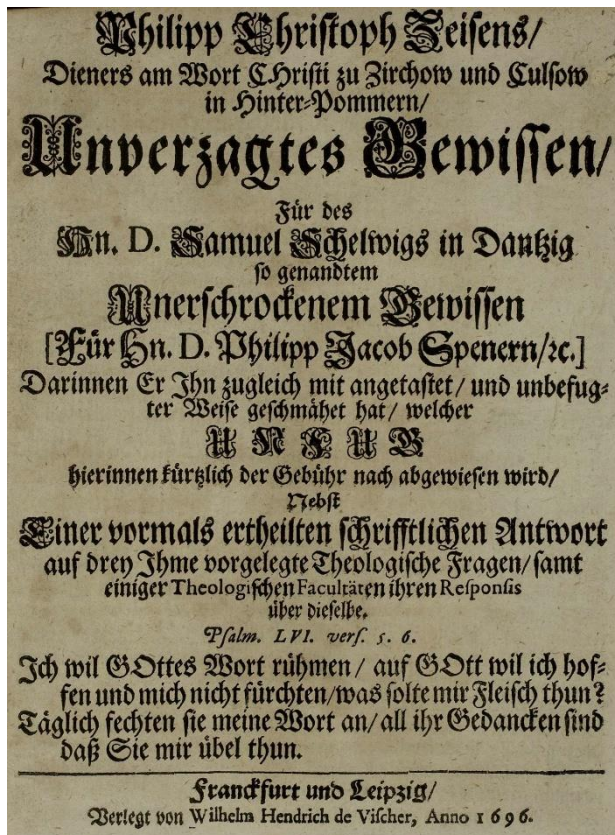 Philipp Christoph Zeisens/
Dieners am Wort CHristi zu Zirchow und Culsow
in Hinter-Pommern/
Unverzagtes Gewissen/
Für des
Hn. D. Samuel Schelwigs in Dantzig
so genandtem
Unerschrockenem Gewissen
[Für Hn. D. Philipp Jacob Spenern/ꝛc.]
Darinnen Er Ihn zugleich mit angetastet/ und unbefug-
ter Weise geschmähet hat/ welcher
UNFUG
hierinnen kürtzlich der Gebühr nach abgewiesen wird/
Nebst
Einer vormals ertheilten schrifftlichen Antwort
auf drey Ihme vorgelegte Theologische Fragen/ samt
einiger Theologischen Facultäten ihren Responsis
über dieselbe.
Psalm. LVI. vers. 5. 6.
Ich wil GOttes Wort rühmen / auf GOtt wil ich hof-
fen und mich nicht fürchten/was solte mir Fleisch thun?
Täglich fechten sie meine Wort an/ all ihr Gedancken sind
daß Sie mir übel thun.
Franckfurt und Leipzig/
Verlegt von Wilhelm Hendrich de Vischer, Anno 1696.